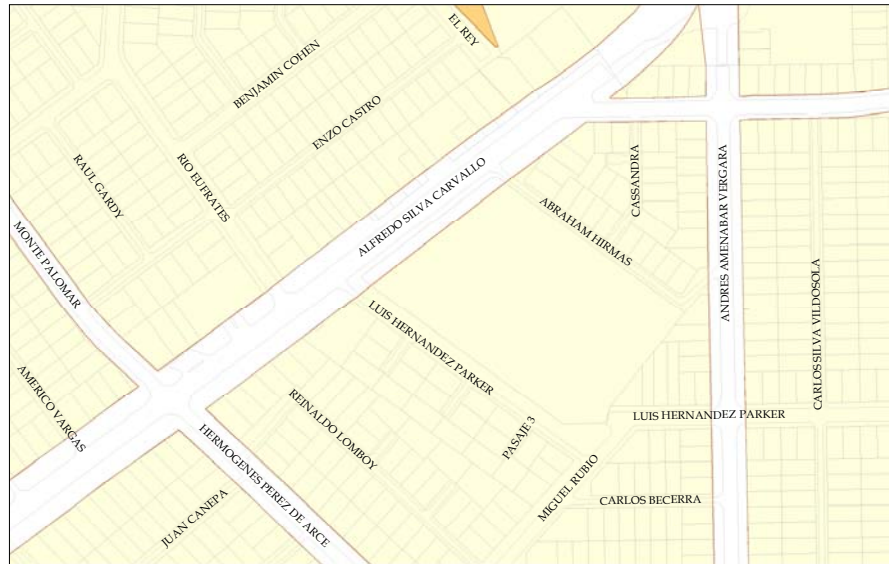 EL REY
BENJAMIN COHEN
ENZO CASTRO
RAUL GARDY
RIO EUFRATES
ALFREDO SILVA CARVALLO
CASSANDRA
ANDRES AMENABAR VERGARA
ABRAHAM HIRMAS
MONTE PALOMAR
CARLOS SILVA VILDOSOLA
LUIS HERNANDEZ PARKER
AMERICO VARGAS
REINALDO LOMBOY
PASAJE 3
LUIS HERNANDEZ PARKER
HERMOGENES PEREZ DE ARCE
MIGUEL RUBIO
CARLOS BECERRA
JUAN CANEPA